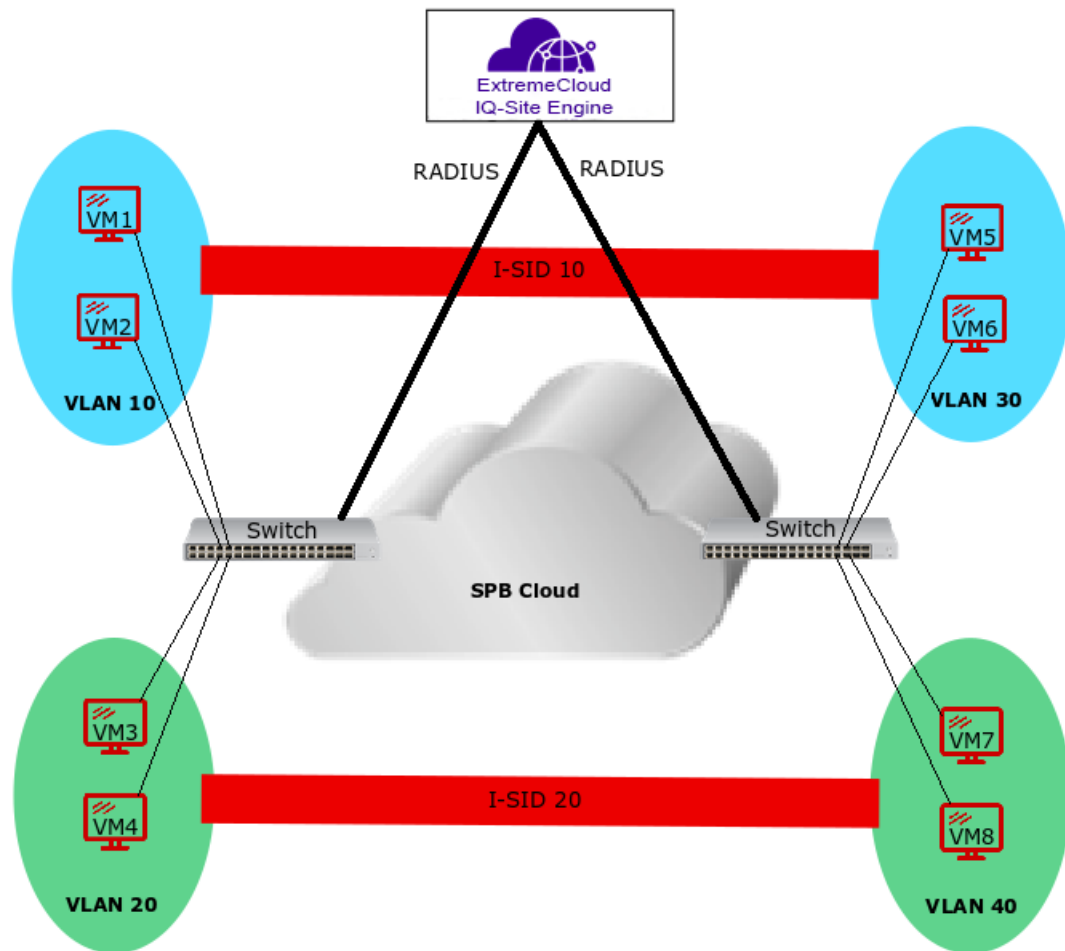 ExtremeCloud
IQ-Site Engine
RADIUS
RADIUS
VM1
VM5
I-SID 10
VM2
VM6
VLAN 10
VLAN 30
Switch
Switch
SPB Cloud
VM3
VM7
I-SID 20
VM4
VM8
VLAN 20
VLAN 40